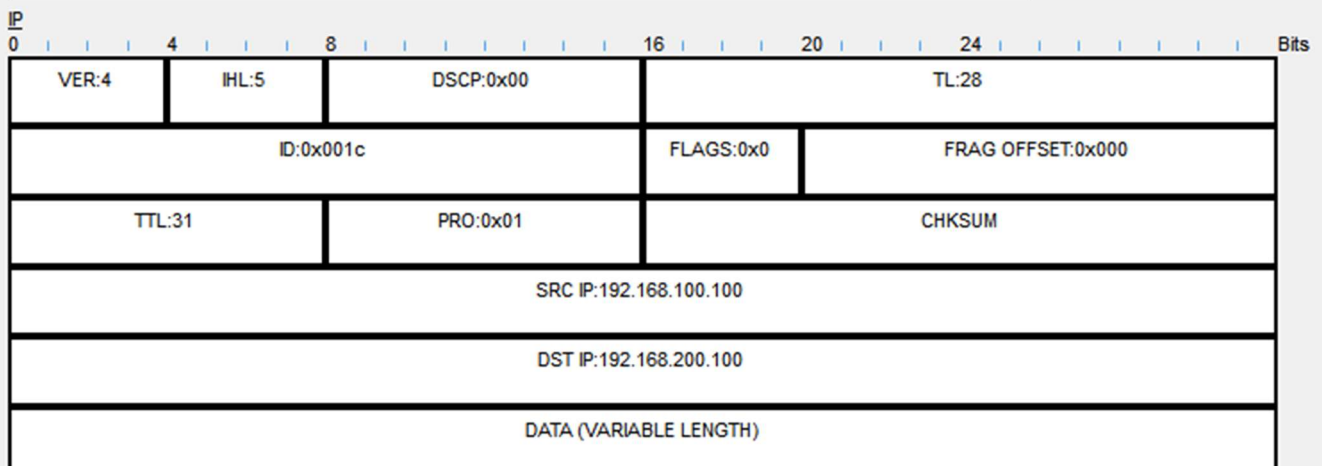 IP
0 4 8 16 20 24 Bits
VER:4 IHL:5 DSCP:0x00 TL:28
ID:0x001c FLAGS:0x0 FRAG OFFSET:0x000
TTL:31 PRO:0x01 CHKSUM
SRC IP:192.168.100.100
DST IP:192.168.200.100
DATA (VARIABLE LENGTH)